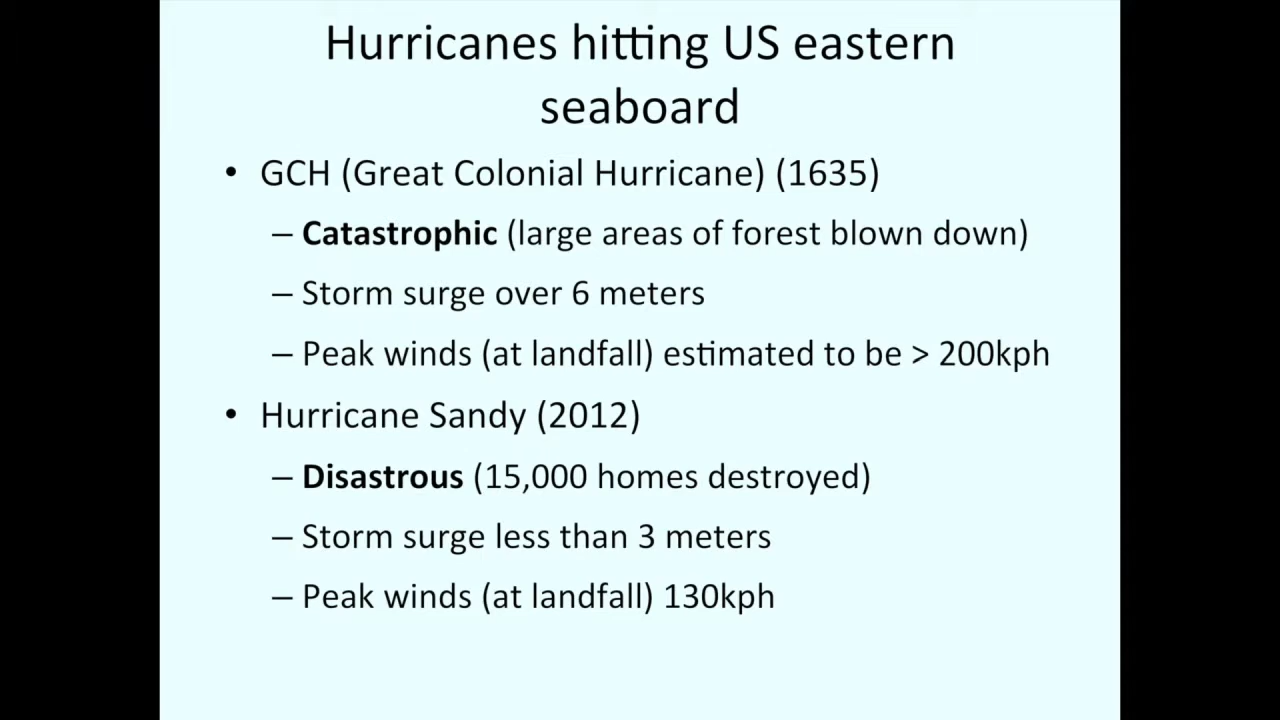 Hurricanes hitting US eastern
seaboard
• GCH (Great Colonial Hurricane) (1635)
– Catastrophic (large areas of forest blown down)
– Storm surge over 6 meters
– Peak winds (at landfall) estimated to be > 200kph
• Hurricane Sandy (2012)
– Disastrous (15,000 homes destroyed)
– Storm surge less than 3 meters
– Peak winds (at landfall) 130kph